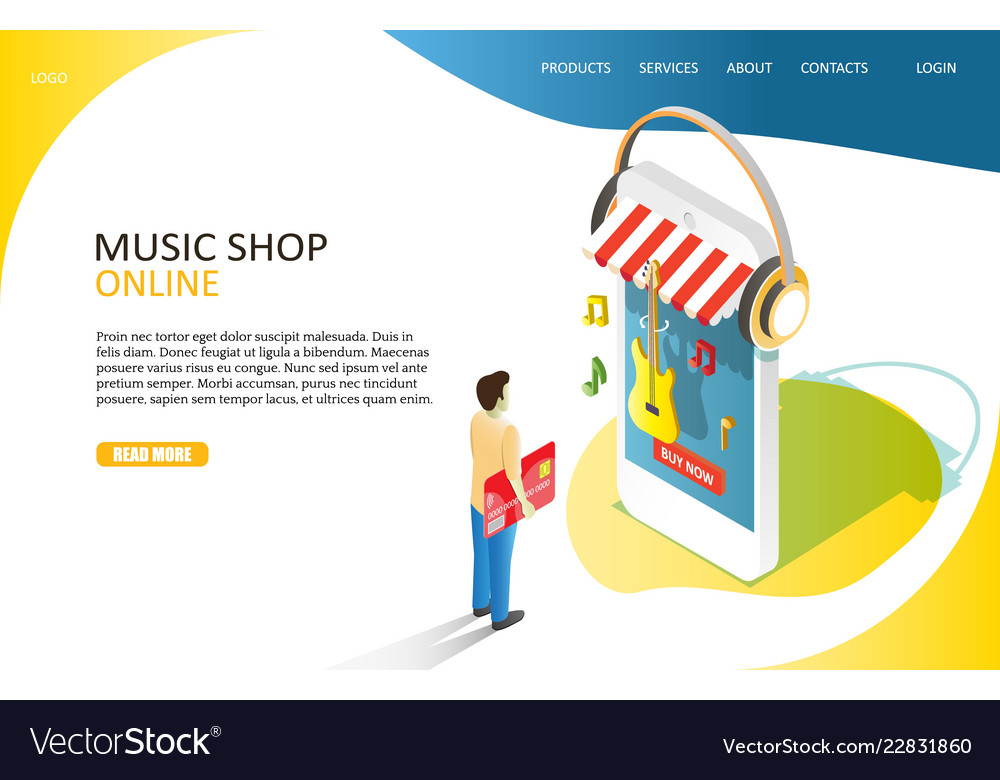 LOGO
PRODUCTS SERVICES ABOUT CONTACTS LOGIN
MUSIC SHOP
ONLINE
Proin nec tortor eget dolor suscipit malesuada. Duis in
felis diam. Donec feugiat ut ligula a bibendum. Maecenas
posuere varius risus eu congue. Nunc sed ipsum vel ante
pretium semper. Morbi accumsan, purus nec tincidunt
posuere, sapien sem tempor lacus, et ultrices quam enim.
READ MORE
BUY NOW
0000 0000 0000 0000
VectorStock®
VectorStock.com/22831860